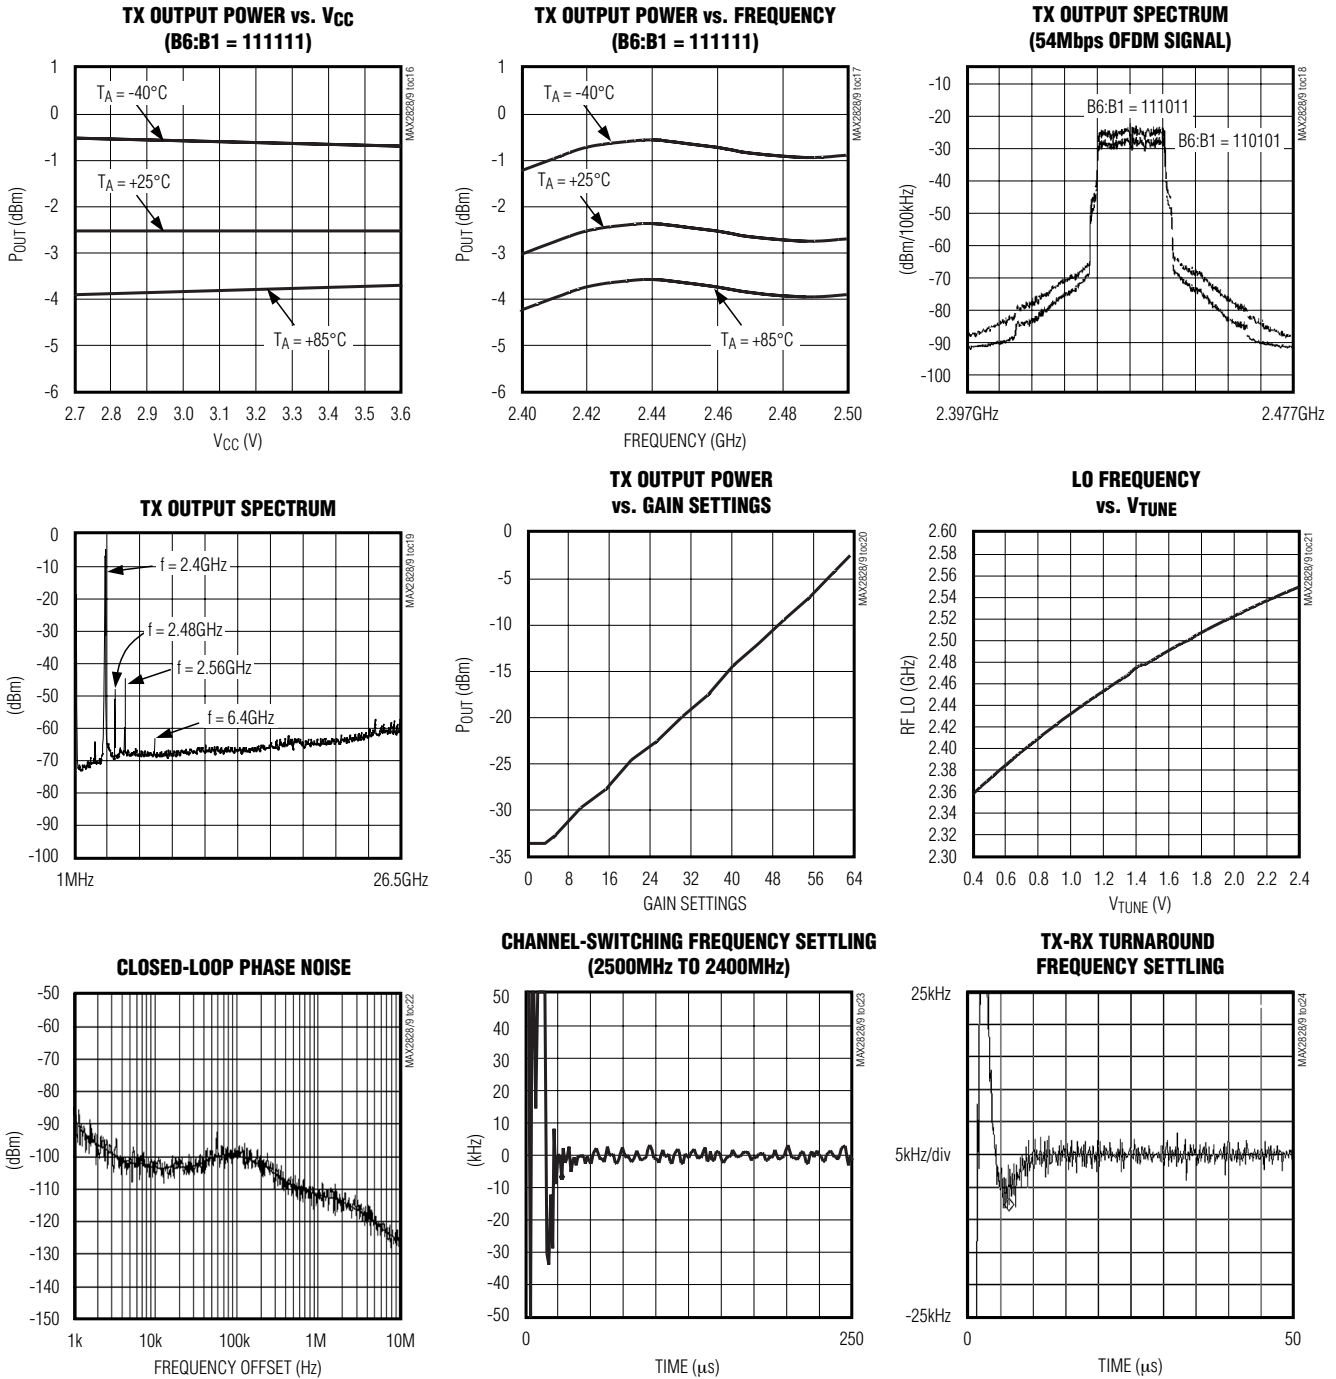 TX OUTPUT POWER vs. VCC
(B6:B1 = 111111)
1
0
-1
-2
-3
-4
-5
-6
POUT (dBm)
TA = -40°C
TA = +25°C
TA = +85°C
MAX2828/9 toc16
2.7 2.8 2.9 3.0 3.1 3.2 3.3 3.4 3.5 3.6
VCC (V)
TX OUTPUT POWER vs. FREQUENCY
(B6:B1 = 111111)
1
0
-1
-2
-3
-4
-5
-6
POUT (dBm)
TA = -40°C
TA = +25°C
TA = +85°C
MAX2828/9 toc17
2.40 2.42 2.44 2.46 2.48 2.50
FREQUENCY (GHz)
TX OUTPUT SPECTRUM
(54Mbps OFDM SIGNAL)
-10
-20
-30
-40
-50
-60
-70
-80
-90
-100
(dBm/100kHz)
B6:B1 = 111011
B6:B1 = 110101
MAX2828/9 toc18
2.397GHz 2.477GHz
TX OUTPUT SPECTRUM
0
-10
-20
-30
-40
-50
-60
-70
-80
-90
-100
(dBm)
f = 2.4GHz
f = 2.48GHz
f = 2.56GHz
f = 6.4GHz
MAX2828/9 toc19
1MHz 26.5GHz
TX OUTPUT POWER
vs. GAIN SETTINGS
0
-5
-10
-15
-20
-25
-30
-35
POUT (dBm)
MAX2828/9 toc20
0 8 16 24 32 40 48 56 64
GAIN SETTINGS
LO FREQUENCY
vs. VTUNE
2.60
2.58
2.56
2.54
2.52
2.50
2.48
2.46
2.44
2.42
2.40
2.38
2.36
2.34
2.32
2.30
RF LO (GHz)
MAX2828/9 toc21
0.4 0.6 0.8 1.0 1.2 1.4 1.6 1.8 2.0 2.2 2.4
VTUNE (V)
CLOSED-LOOP PHASE NOISE
-50
-60
-70
-80
-90
-100
-110
-120
-130
-140
-150
(dBm)
MAX2828/9 toc22
1k 10k 100k 1M 10M
FREQUENCY OFFSET (Hz)
CHANNEL-SWITCHING FREQUENCY SETTLING
(2500MHz TO 2400MHz)
50
40
30
20
10
0
-10
-20
-30
-40
-50
(kHz)
MAX2828/9 toc23
0 250
TIME (µs)
TX-RX TURNAROUND
FREQUENCY SETTLING
25kHz
5kHz/div
-25kHz
MAX2828/9 toc24
0 50
TIME (µs)